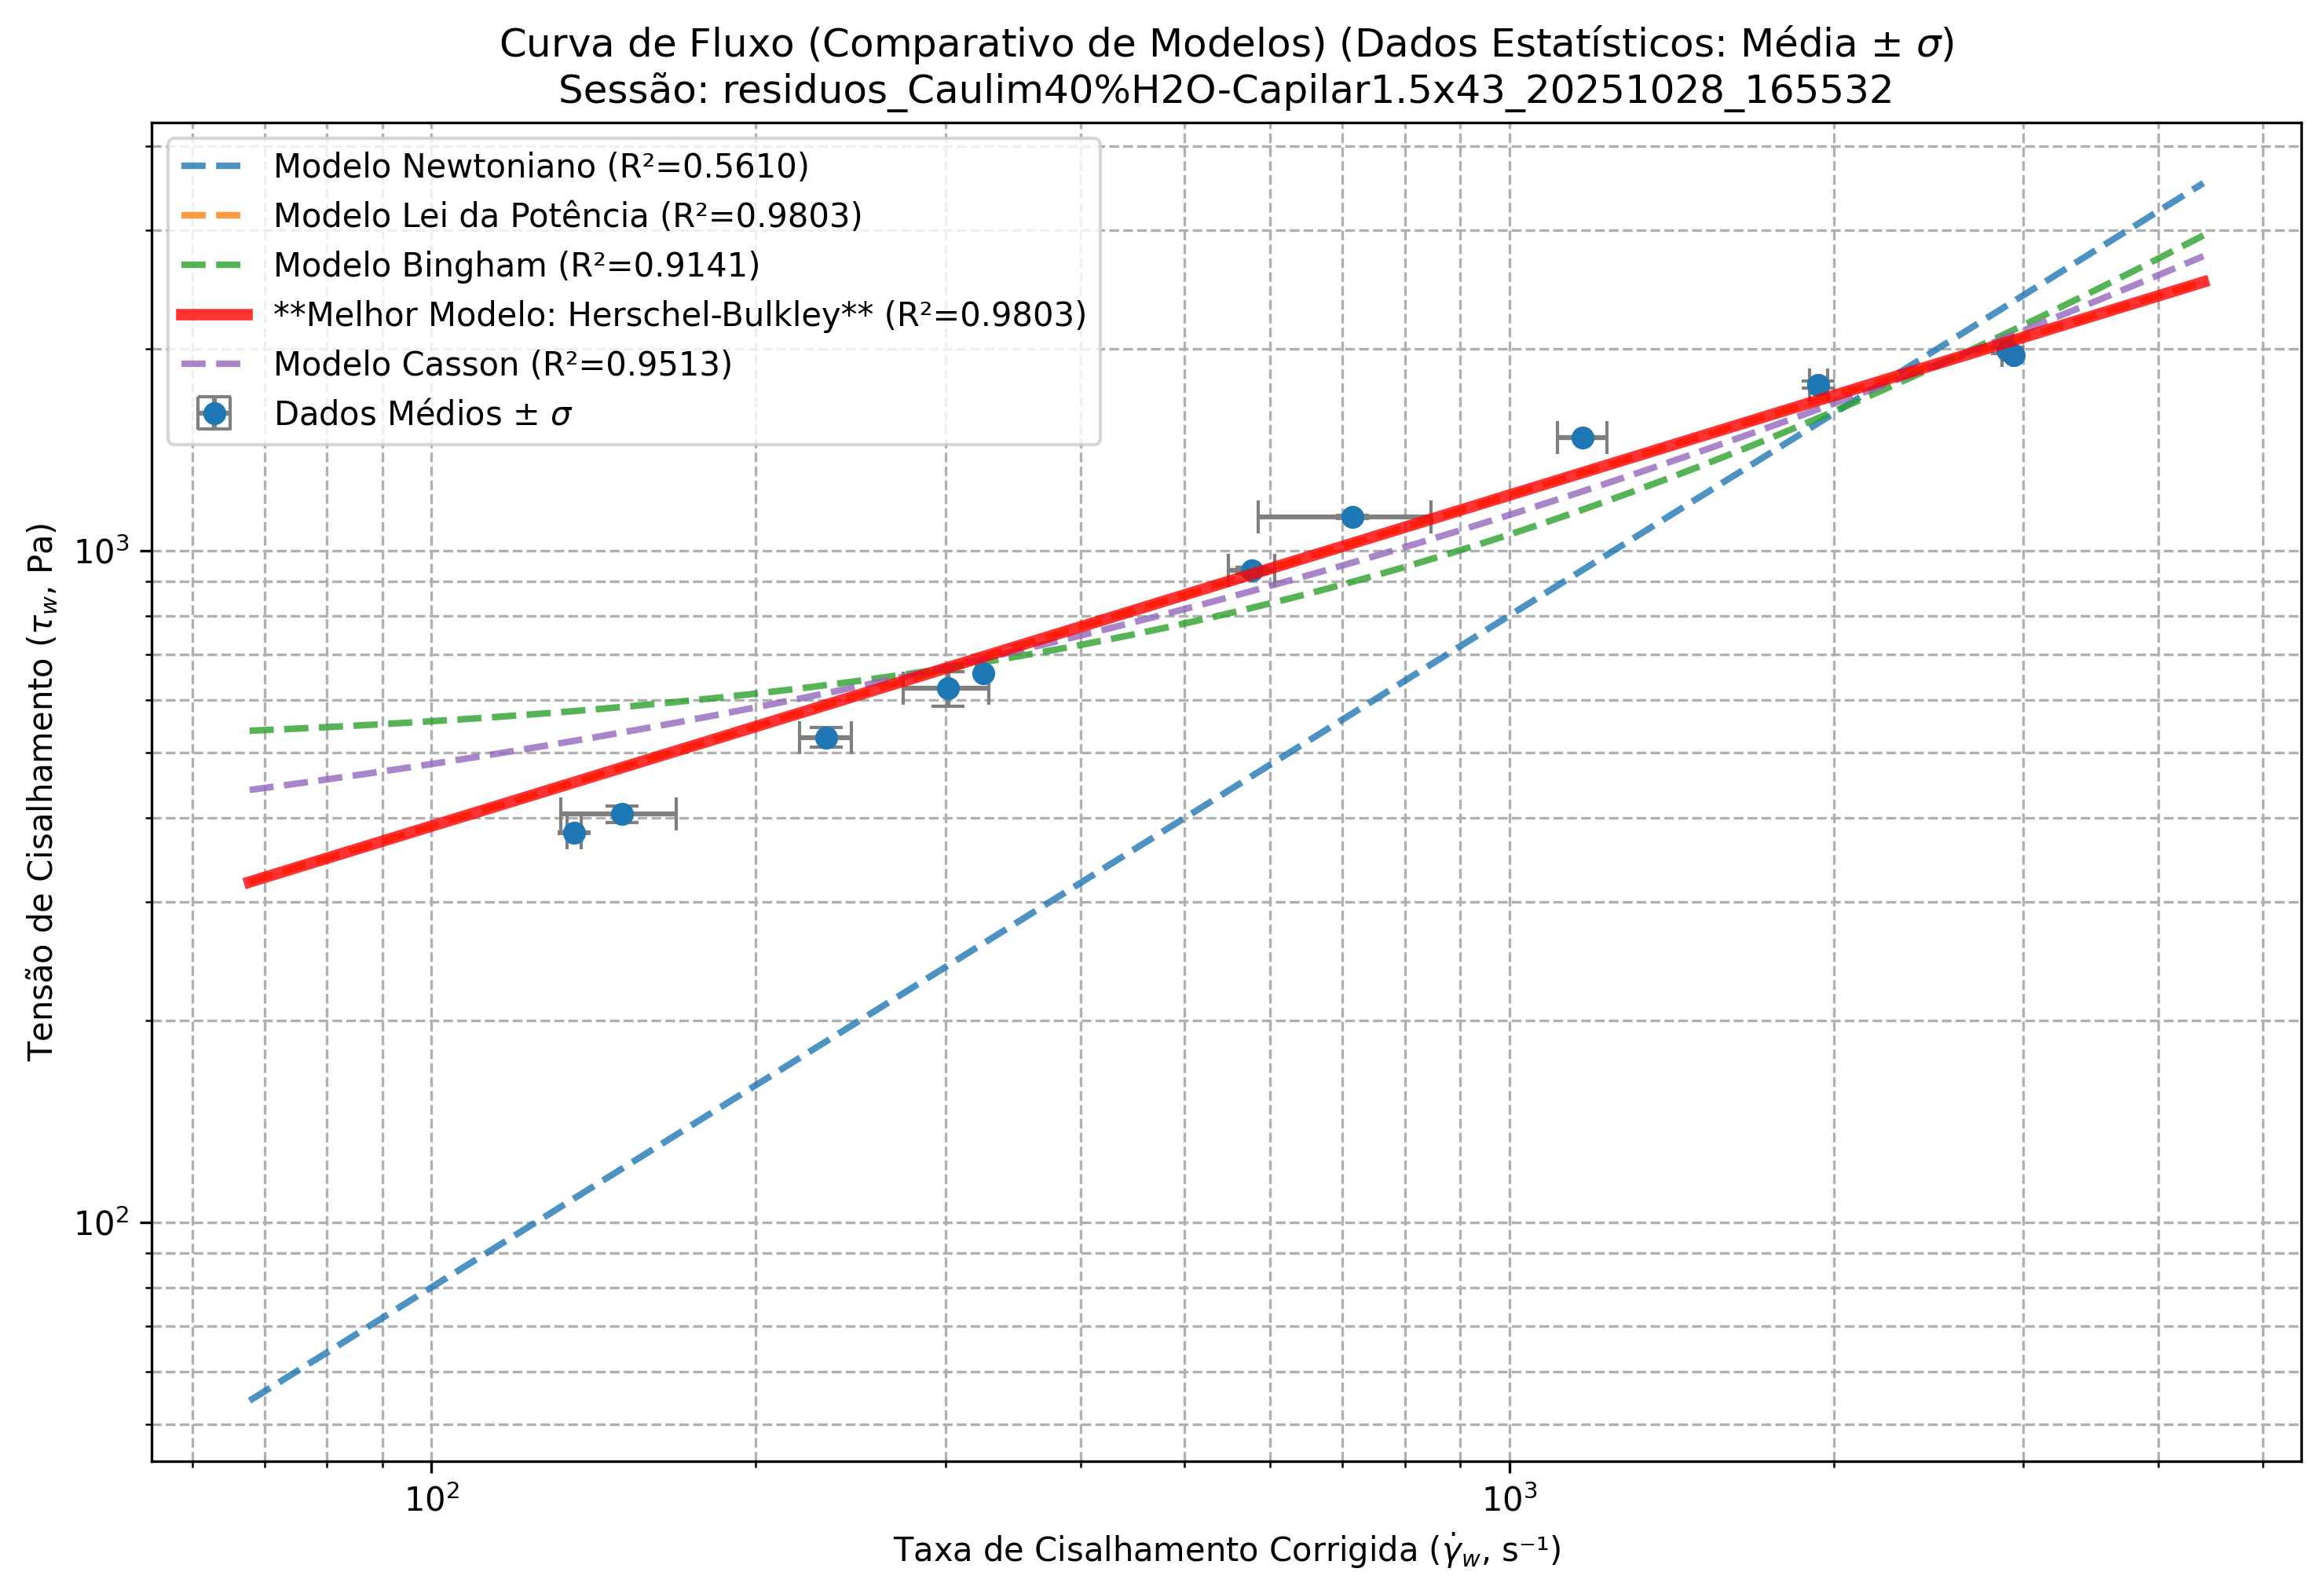 Curva de Fluxo (Comparativo de Modelos) (Dados Estatísticos: Média ± σ)
Sessão: residuos_Caulim40%H2O-Capilar1.5x43_20251028_165532
Modelo Newtoniano (R²=0.5610)
Modelo Lei da Potência (R²=0.9803)
Modelo Bingham (R²=0.9141)
**Melhor Modelo: Herschel-Bulkley** (R²=0.9803)
Modelo Casson (R²=0.9513)
Dados Médios ± σ
Tensão de Cisalhamento (τ_w, Pa)
10³
10²
10²
10³
Taxa de Cisalhamento Corrigida (γ̇_w, s⁻¹)